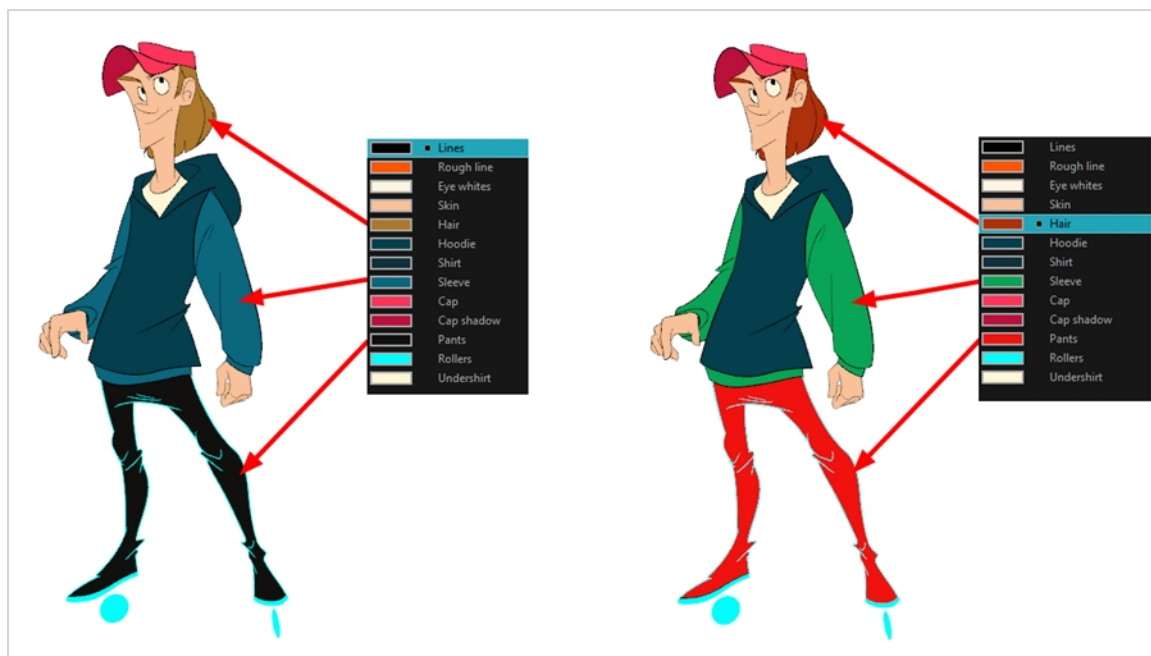 Lines
Rough line
Eye whites
Skin
Hair
Hoodie
Shirt
Sleeve
Cap
Cap shadow
Pants
Rollers
Undershirt
Lines
Rough line
Eye whites
Skin
Hair
Hoodie
Shirt
Sleeve
Cap
Cap shadow
Pants
Rollers
Undershirt